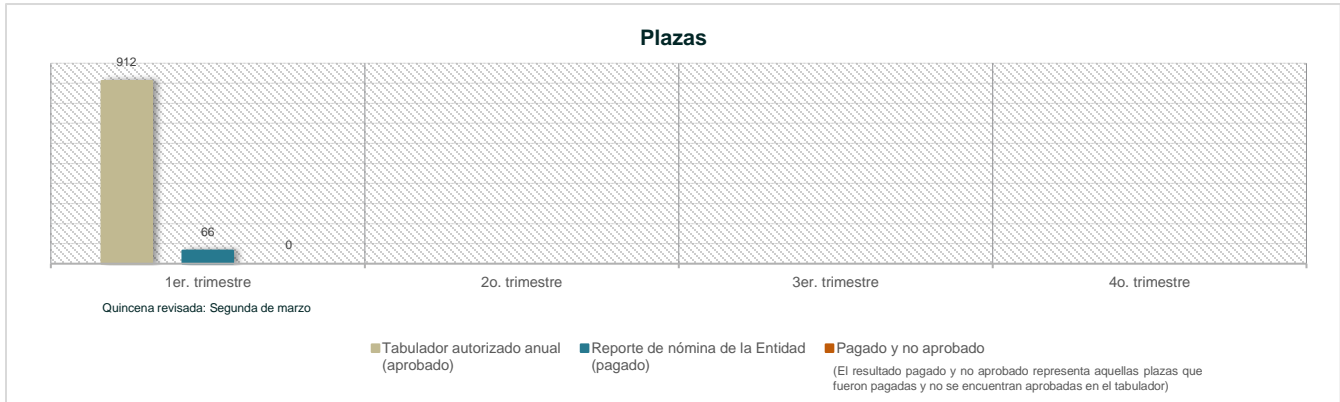 Plazas
912
66
0
1er. trimestre
2o. trimestre
3er. trimestre
4o. trimestre
Quincena revisada: Segunda de marzo
Tabulador autorizado anual
(aprobado)
Reporte de nómina de la Entidad
(pagado)
Pagado y no aprobado
(El resultado pagado y no aprobado representa aquellas plazas que
fueron pagadas y no se encuentran aprobadas en el tabulador)